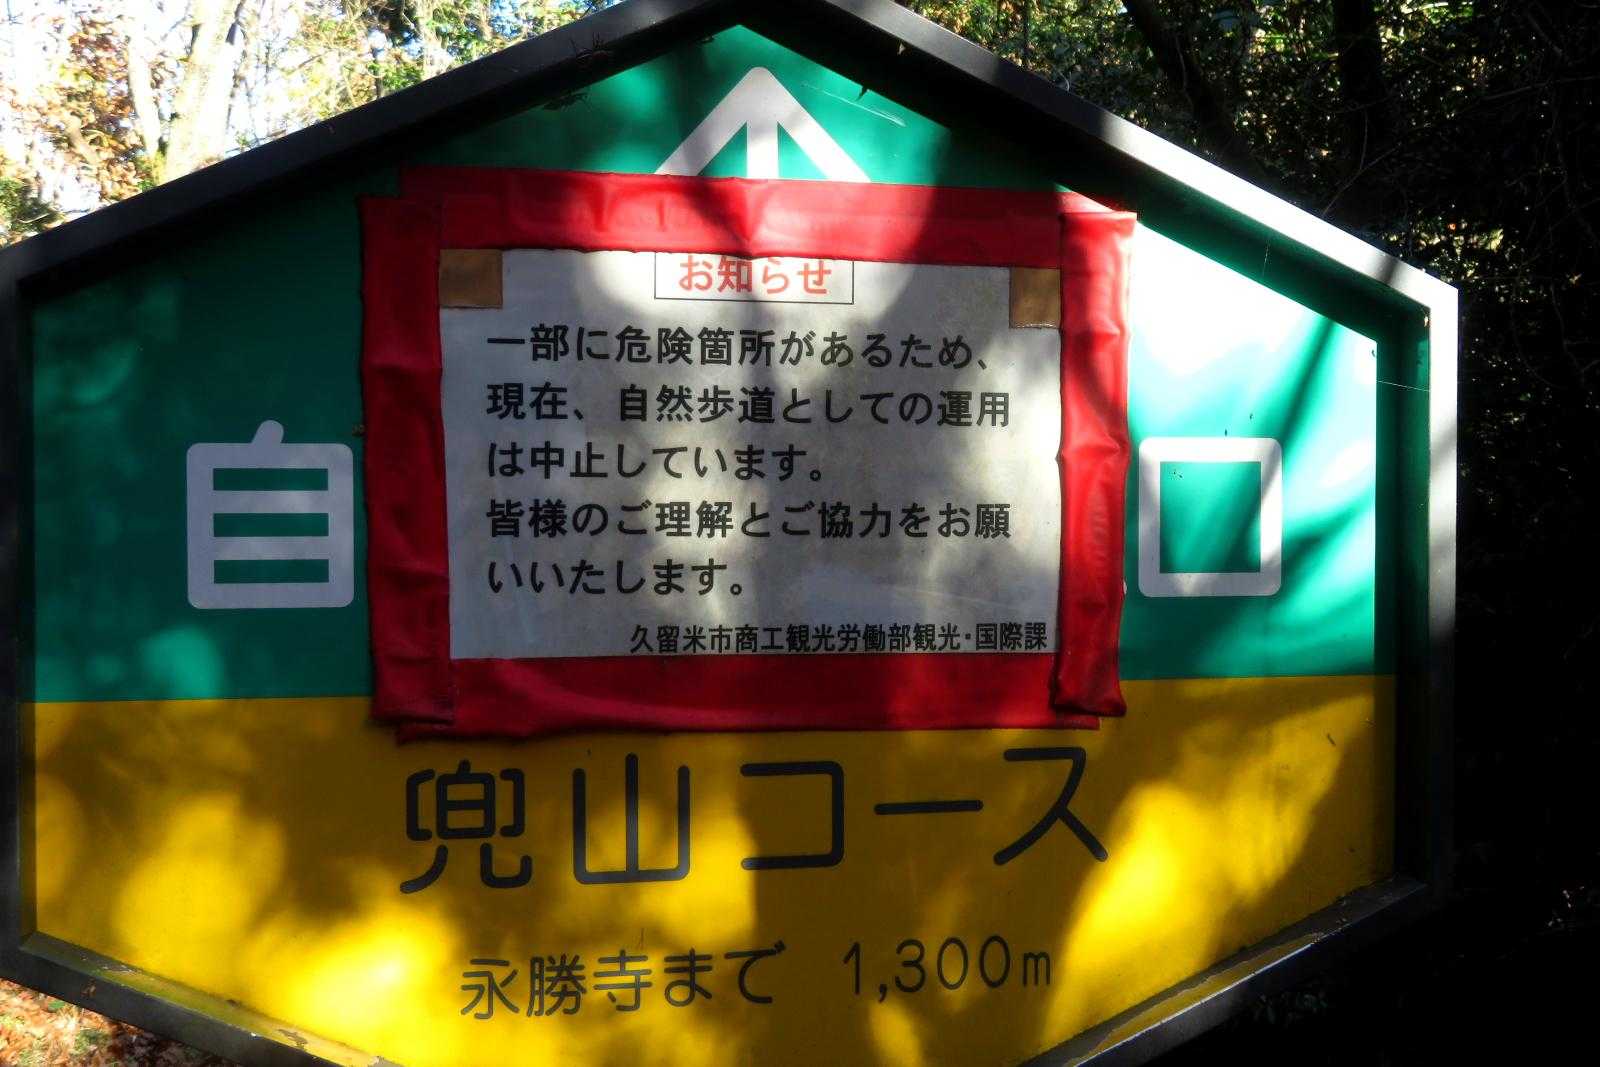 お知らせ
一部に危険箇所があるため、
現在、自然歩道としての運用
は中止しています。
皆様のご理解とご協力をお願
いいたします。
久留米市商工観光労働部観光・国際課
自 口
兜山コース
永勝寺まで 1,300m